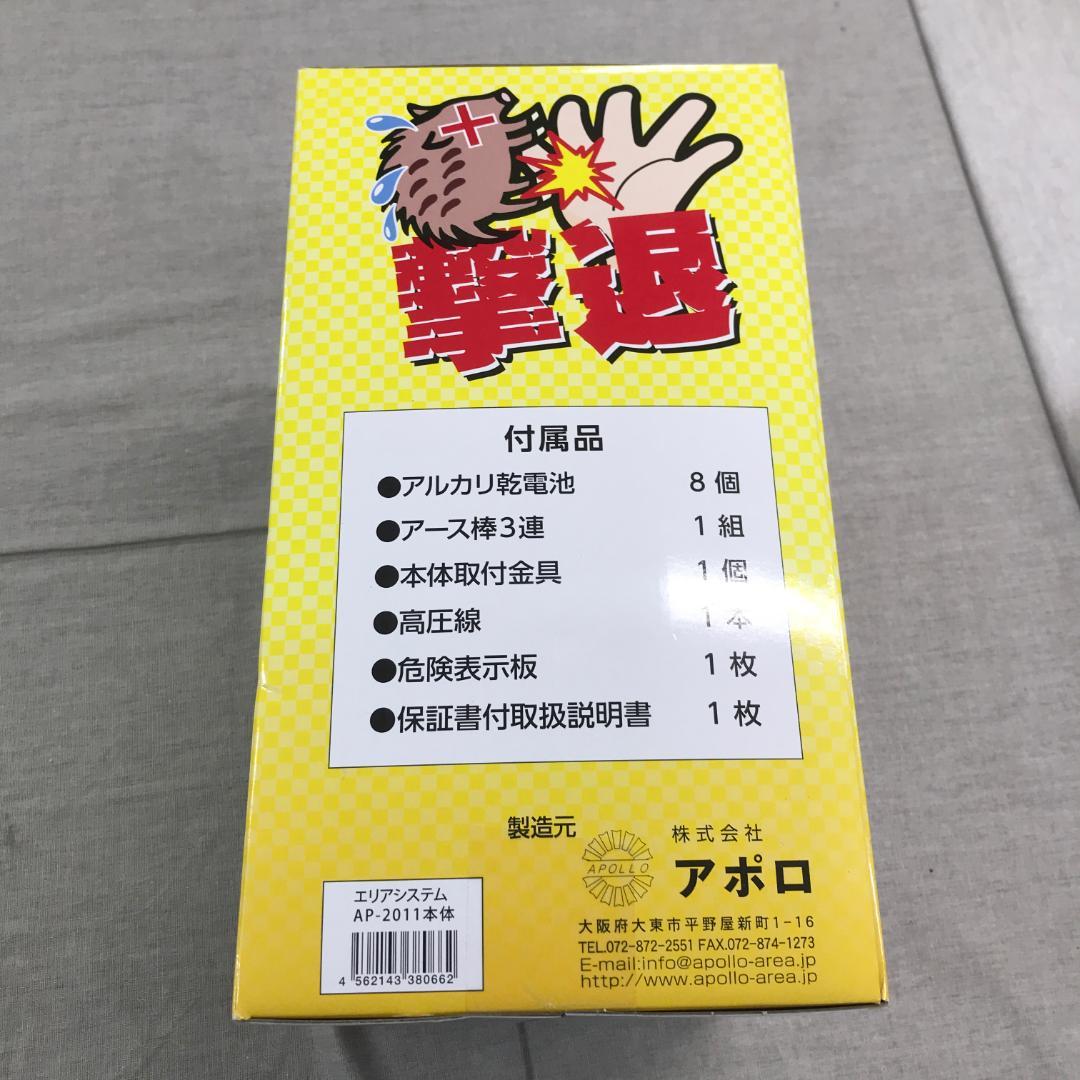 撃退
付属品
●アルカリ乾電池 8個
●アース棒3連 1組
●本体取付金具 1個
●高圧線 1本
●危険表示板 1枚
●保証書付取扱説明書 1枚
製造元
APOLLO
株式会社
アポロ
大阪府大東市平野屋新町1-16
TEL.072-872-2551 FAX.072-874-1273
E-mail:info@apollo-area.jp
http://www.apollo-area.jp
エリアシステム
AP-2011本体
4 562143 380662